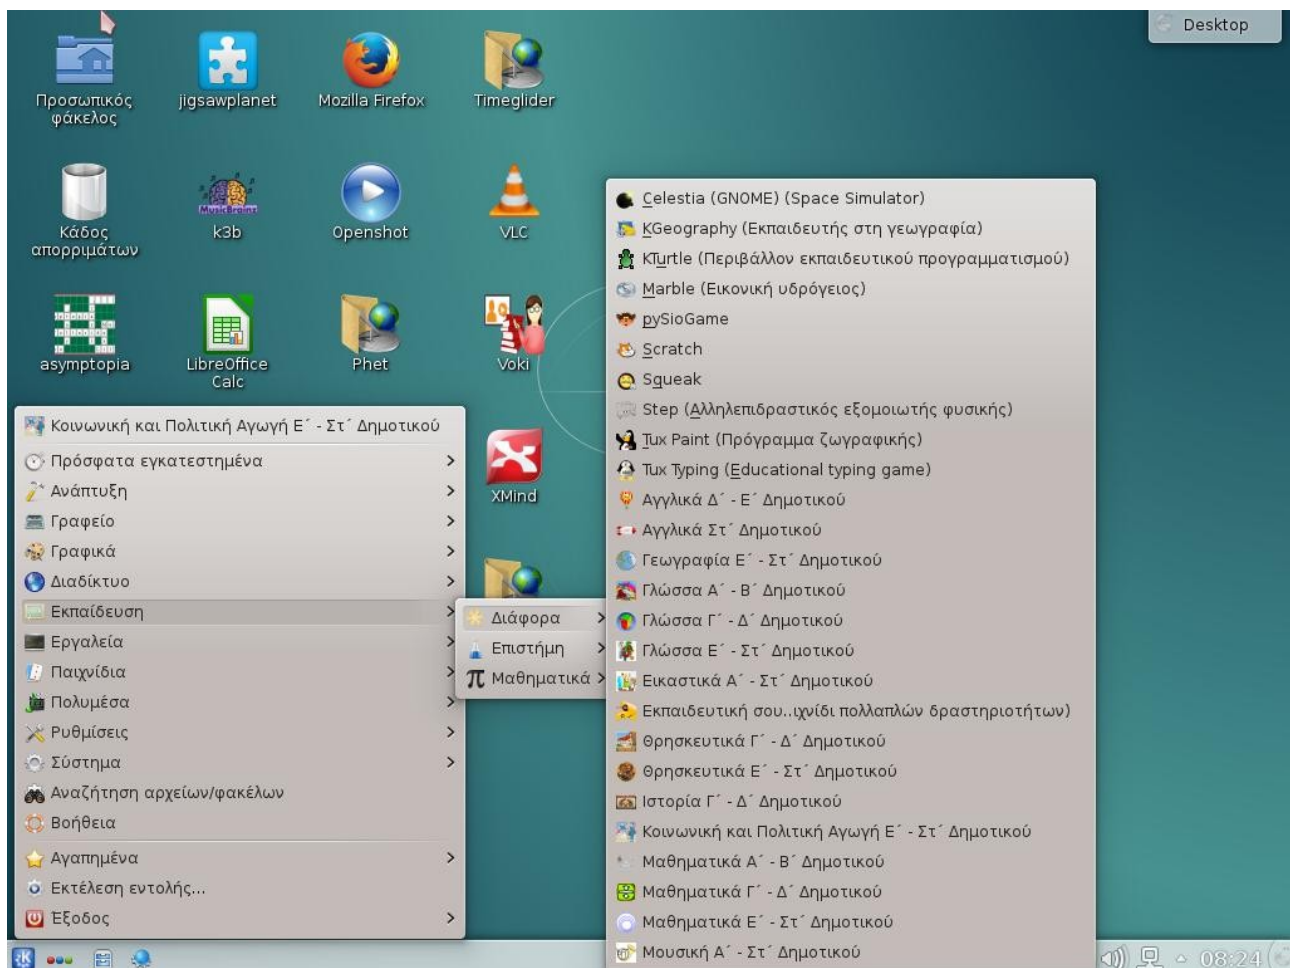 Desktop
Προσωπικός
φάκελος
jigsawplanet
Mozilla Firefox
Timeglider
Κάδος
απορριμάτων
MusicBrainz
k3b
Openshot
VLC
asymptopia
LibreOffice
Calc
Phet
Voki
XMind
Κοινωνική και Πολιτική Αγωγή Ε΄ - Στ΄ Δημοτικού
Πρόσφατα εγκατεστημένα
Ανάπτυξη
Γραφείο
Γραφικά
Διαδίκτυο
Εκπαίδευση
Εργαλεία
Παιχνίδια
Πολυμέσα
Ρυθμίσεις
Σύστημα
Αναζήτηση αρχείων/φακέλων
Βοήθεια
Αγαπημένα
Εκτέλεση εντολής...
Έξοδος
Διάφορα
Επιστήμη
π Μαθηματικά
Celestia (GNOME) (Space Simulator)
KGeography (Εκπαιδευτής στη γεωγραφία)
KTurtle (Περιβάλλον εκπαιδευτικού προγραμματισμού)
Marble (Εικονική υδρόγειος)
pySioGame
Scratch
Squeak
Step (Αλληλεπιδραστικός εξομοιωτής φυσικής)
Tux Paint (Πρόγραμμα ζωγραφικής)
Tux Typing (Educational typing game)
Αγγλικά Δ΄ - Ε΄ Δημοτικού
Αγγλικά Στ΄ Δημοτικού
Γεωγραφία Ε΄ - Στ΄ Δημοτικού
Γλώσσα Α΄ - Β΄ Δημοτικού
Γλώσσα Γ΄ - Δ΄ Δημοτικού
Γλώσσα Ε΄ - Στ΄ Δημοτικού
Εικαστικά Α΄ - Στ΄ Δημοτικού
Εκπαιδευτική σου..ιχνίδι πολλαπλών δραστηριοτήτων)
Θρησκευτικά Γ΄ - Δ΄ Δημοτικού
Θρησκευτικά Ε΄ - Στ΄ Δημοτικού
Ιστορία Γ΄ - Δ΄ Δημοτικού
Κοινωνική και Πολιτική Αγωγή Ε΄ - Στ΄ Δημοτικού
Μαθηματικά Α΄ - Β΄ Δημοτικού
Μαθηματικά Γ΄ - Δ΄ Δημοτικού
Μαθηματικά Ε΄ - Στ΄ Δημοτικού
Μουσική Α΄ - Στ΄ Δημοτικού
08:24